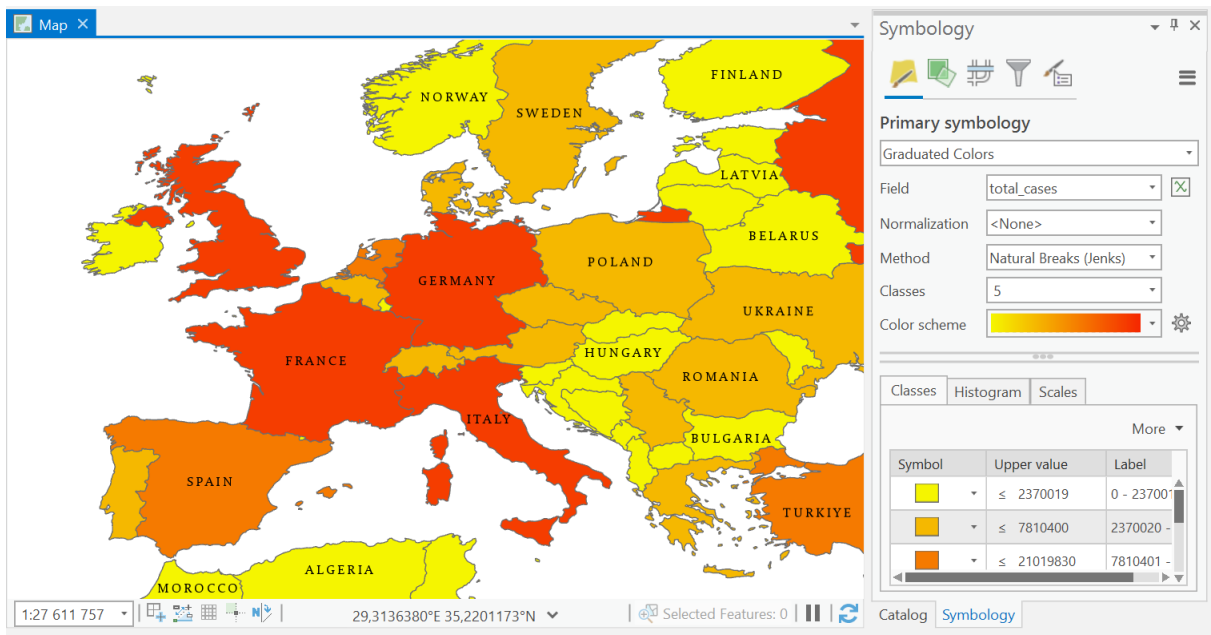 Map
NORWAY
SWEDEN
FINLAND
LATVIA
BELARUS
POLAND
GERMANY
UKRAINE
FRANCE
HUNGARY
ROMANIA
ITALY
BULGARIA
SPAIN
TURKIYE
ALGERIA
MOROCCO
1:27 611 757
29,3136380°E 35,2201173°N
Selected Features: 0
Symbology
Primary symbology
Graduated Colors
Field total_cases
Normalization <None>
Method Natural Breaks (Jenks)
Classes 5
Color scheme
Classes Histogram Scales
More
Symbol Upper value Label
≤ 2370019 0 - 237001
≤ 7810400 2370020 -
≤ 21019830 7810401 -
Catalog Symbology